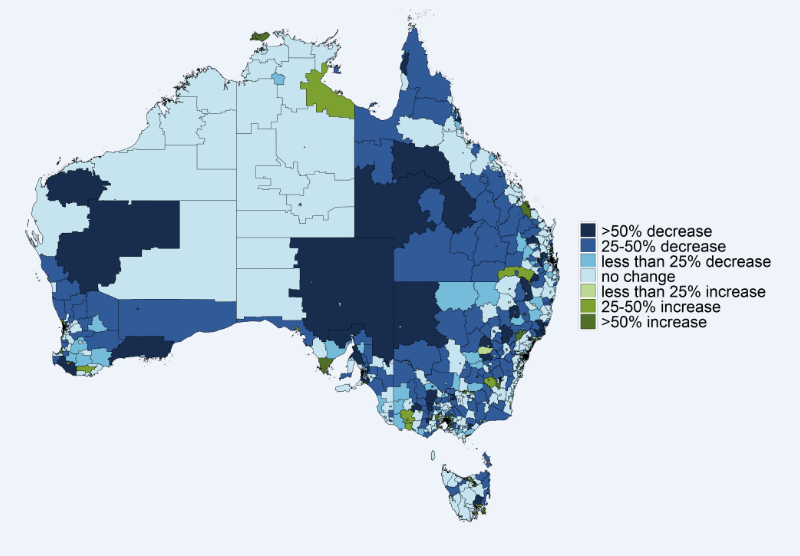 >50% decrease
25-50% decrease
less than 25% decrease
no change
less than 25% increase
25-50% increase
>50% increase